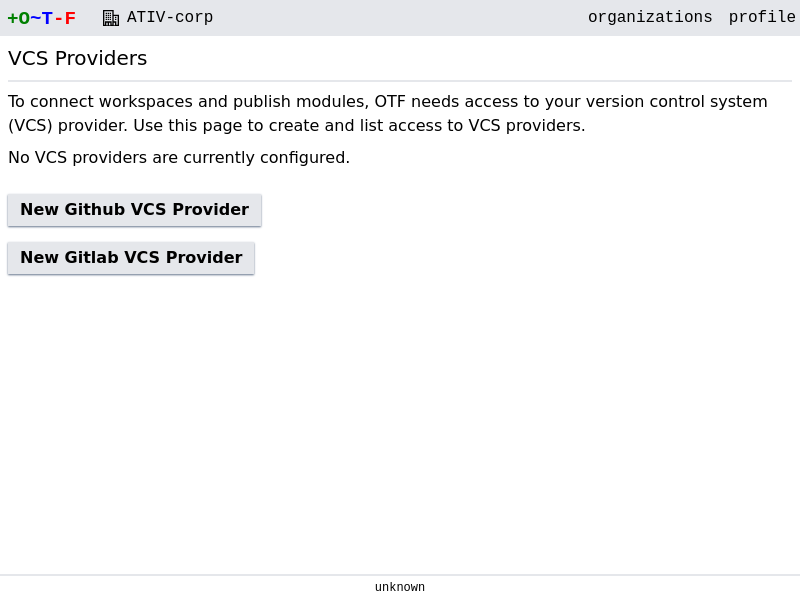 +O~T-F ATIV-corp organizations profile
VCS Providers
To connect workspaces and publish modules, OTF needs access to your version control system
(VCS) provider. Use this page to create and list access to VCS providers.
No VCS providers are currently configured.
New Github VCS Provider
New Gitlab VCS Provider
unknown